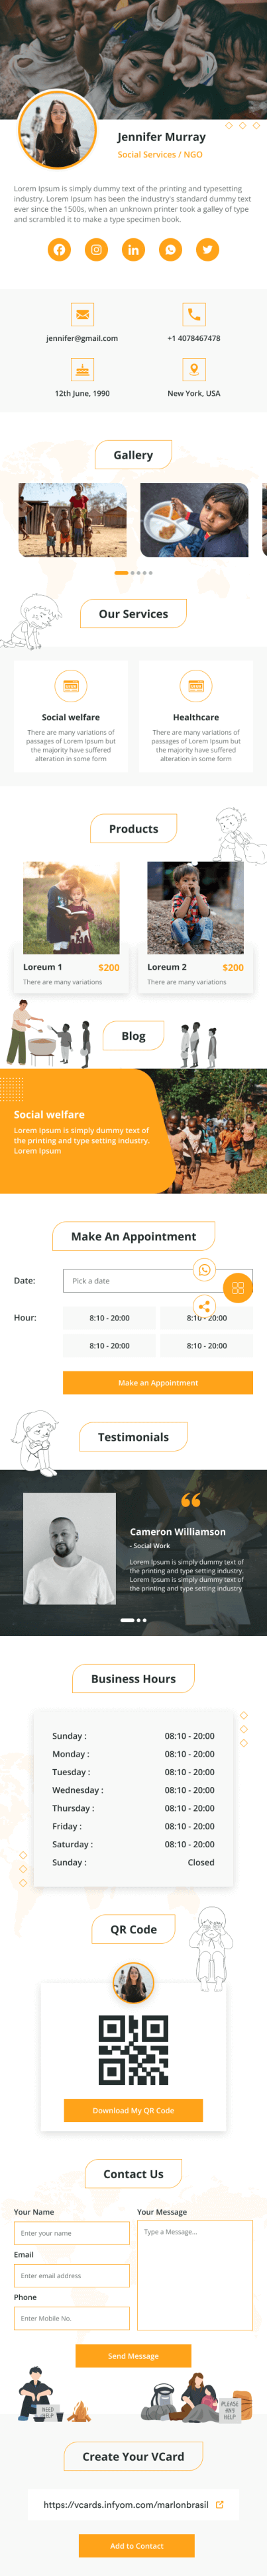 Jennifer Murray
Social Services / NGO
Lorem Ipsum is simply dummy text of the printing and typesetting
industry. Lorem Ipsum has been the industry's standard dummy text
ever since the 1500s, when an unknown printer took a galley of type
and scrambled it to make a type specimen book.
jennifer@gmail.com
+1 4078467478
12th June, 1990
New York, USA
Gallery
Our Services
Social welfare
There are many variations of
passages of Lorem Ipsum but
the majority have suffered
alteration in some form
Healthcare
There are many variations of
passages of Lorem Ipsum but
the majority have suffered
alteration in some form
Products
Loreum 1
$200
There are many variations
Loreum 2
$200
There are many variations
Blog
Social welfare
Lorem Ipsum is simply dummy text of
the printing and type setting industry.
Lorem Ipsum
Make An Appointment
Date:
Pick a date
Hour:
8:10 - 20:00
8:10 - 20:00
8:10 - 20:00
8:10 - 20:00
Make an Appointment
Testimonials
Cameron Williamson
- Social Work
Lorem Ipsum is simply dummy text of
the printing and typing setting industry.
Lorem Ipsum is simply dummy text of
the printing and type setting industry
Business Hours
Sunday : 08:10 - 20:00
Monday : 08:10 - 20:00
Tuesday : 08:10 - 20:00
Wednesday : 08:10 - 20:00
Thursday : 08:10 - 20:00
Friday : 08:10 - 20:00
Saturday : 08:10 - 20:00
Sunday : Closed
QR Code
Download My QR Code
Contact Us
Your Name
Enter your name
Email
Enter email address
Phone
Enter Mobile No.
Your Message
Type a Message...
Send Message
NEED
HELP
PLEASE
ANY
HELP
Create Your VCard
https://vcards.infyom.com/marlonbrasil
Add to Contact